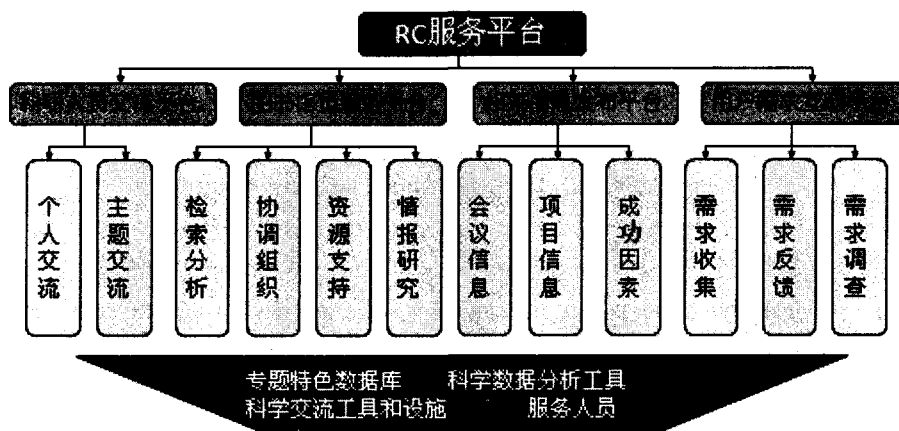 RC服务平台
平台
个人交流
主题交流
检索分析
协调组织
资源支持
情报研究
会议信息
项目信息
成功因素
需求收集
需求反馈
需求调查
专题特色数据库 科学数据分析工具
科学交流工具和设施 服务人员